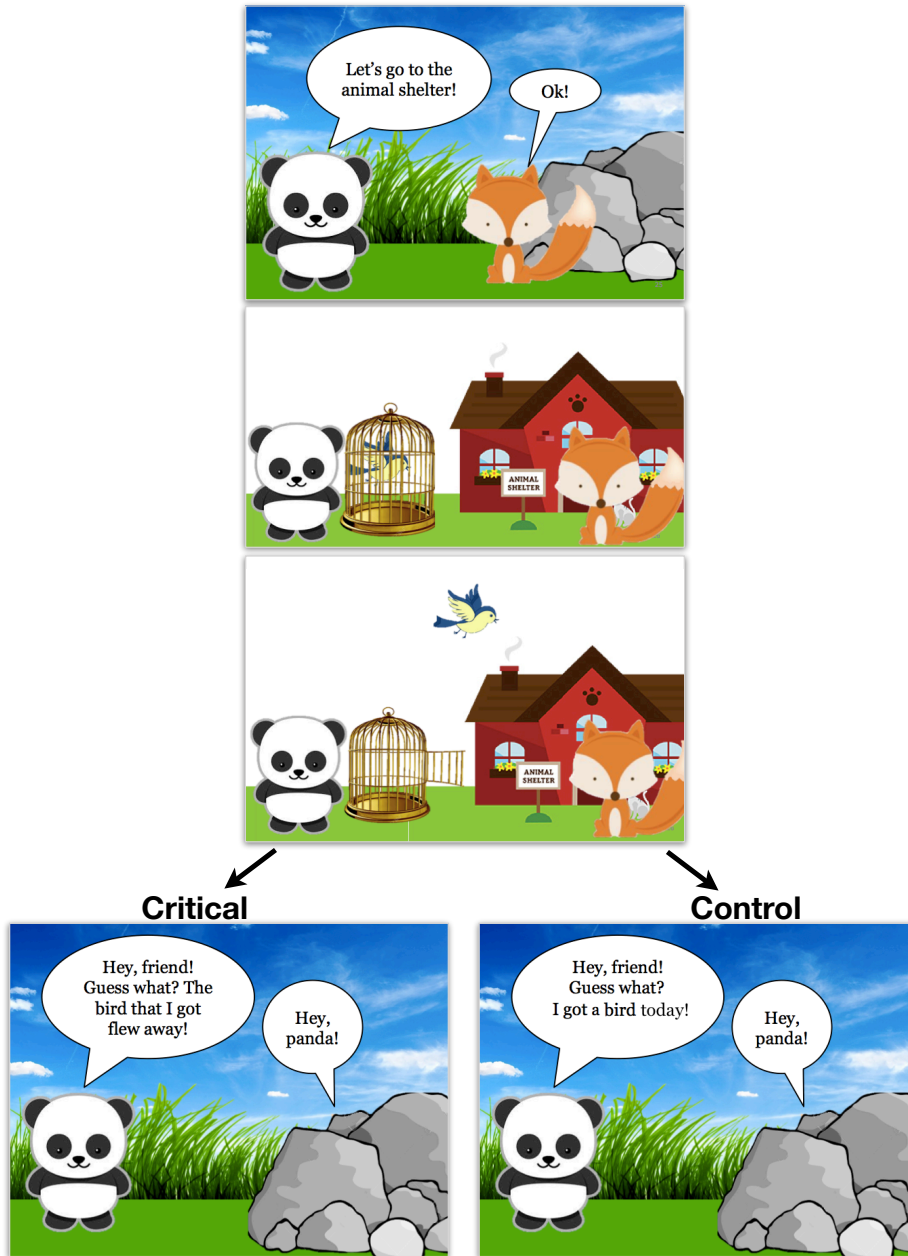 Let's go to the
animal shelter!
Ok!
ANIMAL
SHELTER
ANIMAL
SHELTER
Critical
Control
Hey, friend!
Guess what? The
bird that I got
flew away!
Hey,
panda!
Hey, friend!
Guess what?
I got a bird today!
Hey,
panda!